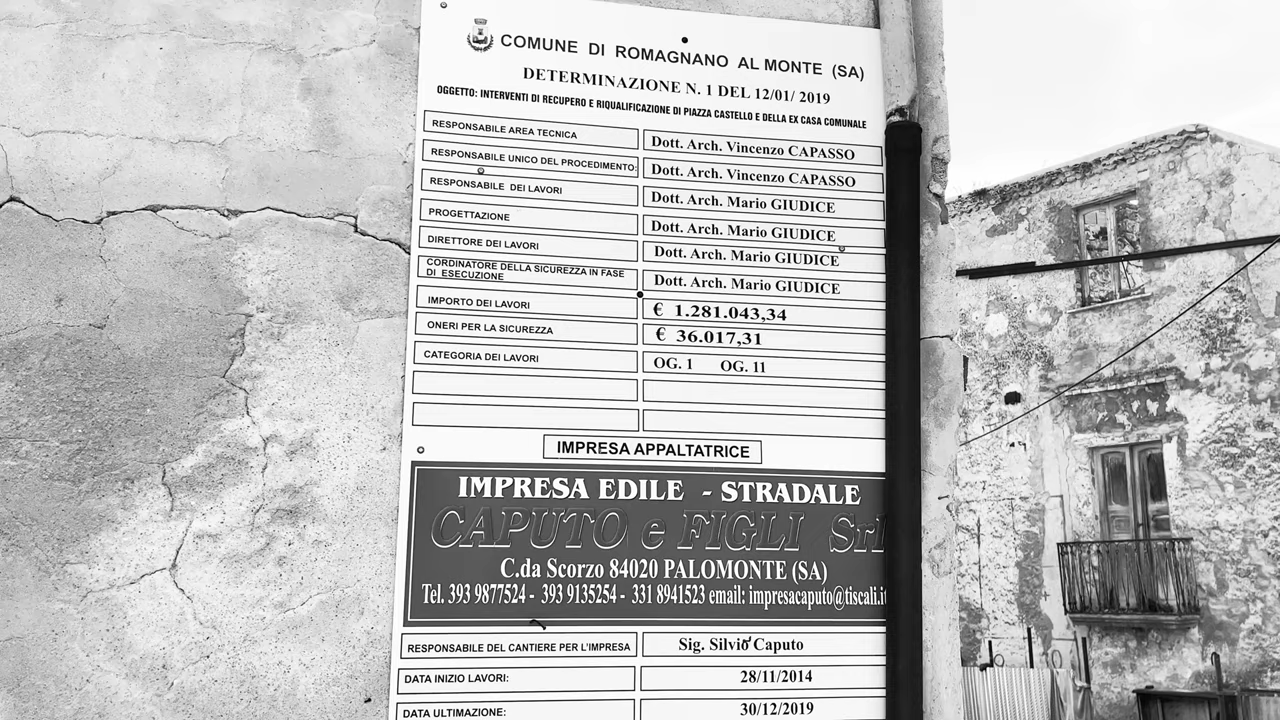 COMUNE DI ROMAGNANO AL MONTE (SA)
DETERMINAZIONE N. 1 DEL 12/01/ 2019
OGGETTO: INTERVENTI DI RECUPERO E RIQUALIFICAZIONE DI PIAZZA CASTELLO E DELLA EX CASA COMUNALE
RESPONSABILE AREA TECNICA
Dott. Arch. Vincenzo CAPASSO
RESPONSABILE UNICO DEL PROCEDIMENTO:
Dott. Arch. Vincenzo CAPASSO
RESPONSABILE DEI LAVORI
Dott. Arch. Mario GIUDICE
PROGETTAZIONE
Dott. Arch. Mario GIUDICE
DIRETTORE DEI LAVORI
Dott. Arch. Mario GIUDICE
CORDINATORE DELLA SICUREZZA IN FASE
DI ESECUZIONE
Dott. Arch. Mario GIUDICE
IMPORTO DEI LAVORI
€ 1.281.043,34
ONERI PER LA SICUREZZA
€ 36.017,31
CATEGORIA DEI LAVORI
OG. 1 OG. 11
IMPRESA APPALTATRICE
IMPRESA EDILE - STRADALE
CAPUTO e FIGLI Srl
C.da Scorzo 84020 PALOMONTE (SA)
Tel. 393 9877524 - 393 9135254 - 331 8941523 email: impresacaputo@tiscali.it
RESPONSABILE DEL CANTIERE PER L'IMPRESA
Sig. Silvio Caputo
DATA INIZIO LAVORI:
28/11/2014
DATA ULTIMAZIONE:
30/12/2019